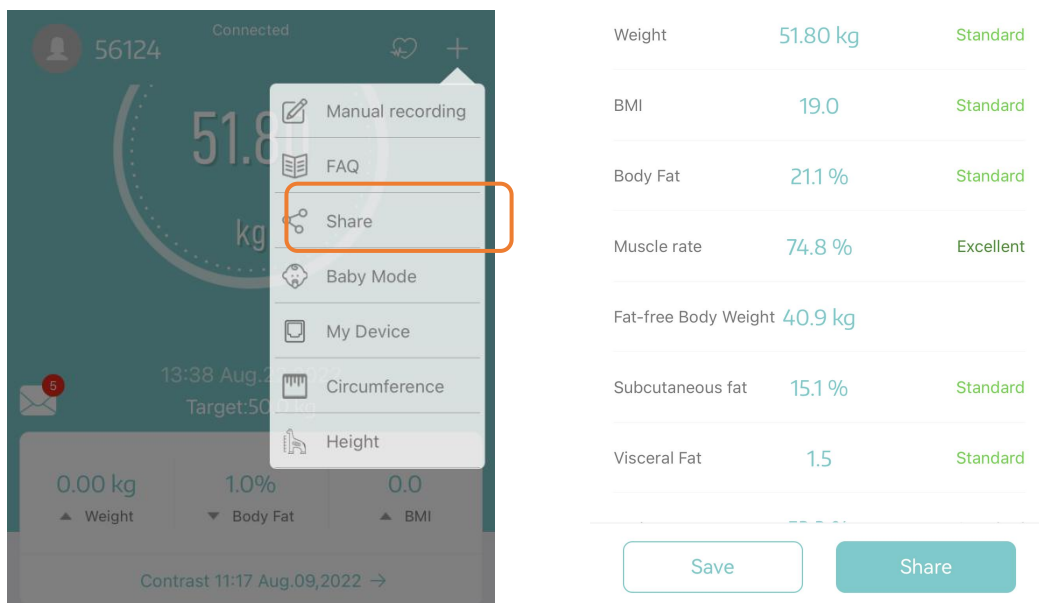 Connected
56124
51.8
kg
13:38 Aug.2
5
Target:50
Manual recording
FAQ
Share
Baby Mode
My Device
Circumference
Height
0.00 kg 1.0% 0.0
Weight Body Fat BMI
Contrast 11:17 Aug.09,2022
Weight 51.80 kg Standard
BMI 19.0 Standard
Body Fat 21.1 % Standard
Muscle rate 74.8 % Excellent
Fat-free Body Weight 40.9 kg
Subcutaneous fat 15.1 % Standard
Visceral Fat 1.5 Standard
Save Share